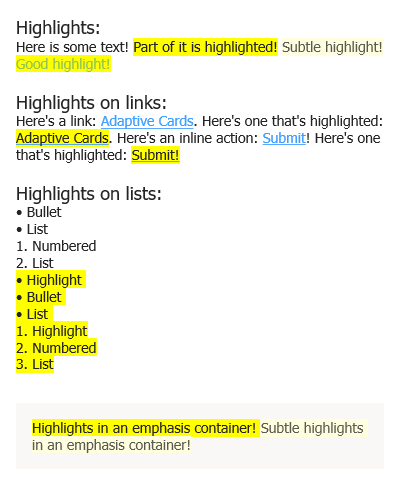 Highlights:
Here is some text! Part of it is highlighted! Subtle highlight!
Good highlight!
Highlights on links:
Here's a link: Adaptive Cards. Here's one that's highlighted:
Adaptive Cards. Here's an inline action: Submit! Here's one
that's highlighted: Submit!
Highlights on lists:
• Bullet
• List
1. Numbered
2. List
• Highlight
• Bullet
• List
1. Highlight
2. Numbered
3. List
Highlights in an emphasis container! Subtle highlights
in an emphasis container!